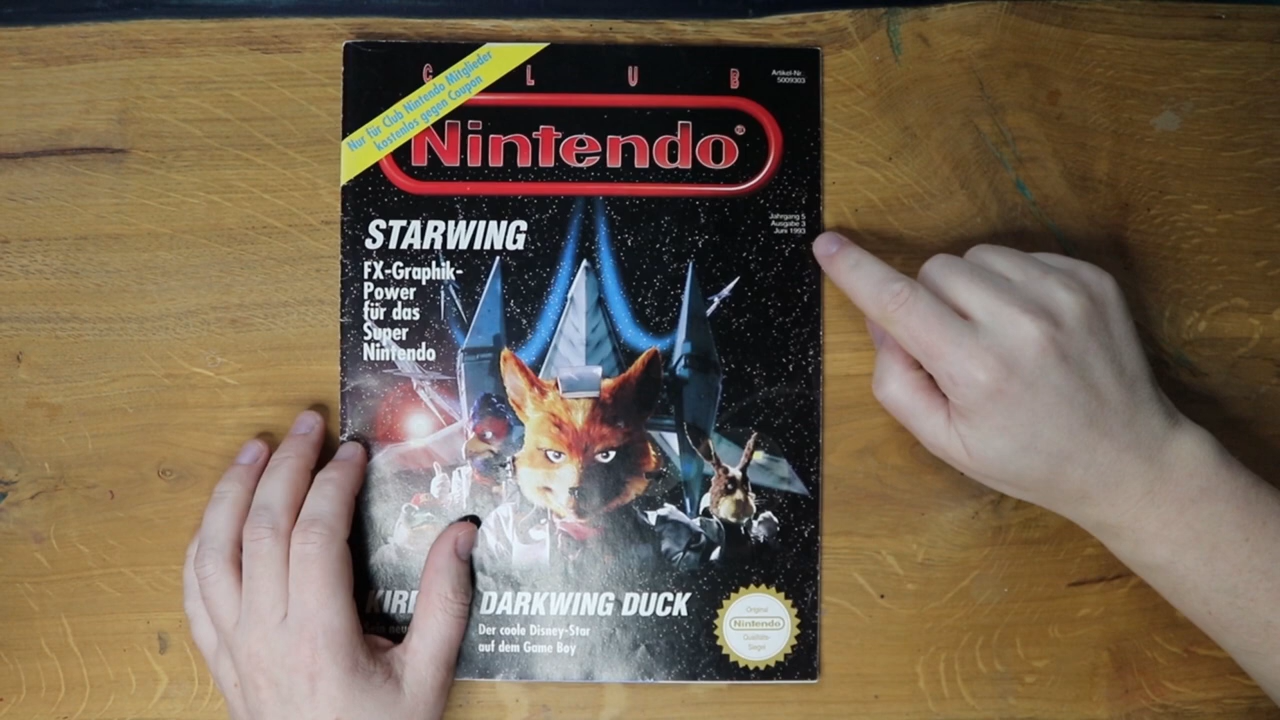 CLUB
Nintendo®
Nur für Club Nintendo Mitglieder
kostenlos gegen Coupon
Artikel-Nr.
5009303
Jahrgang 5
Ausgabe 3
Juni 1993
STARWING
FX-Graphik-
Power
für das
Super
Nintendo
DARKWING DUCK
Der coole Disney-Star
auf dem Game Boy
Original
Nintendo
Qualitäts-
Siegel